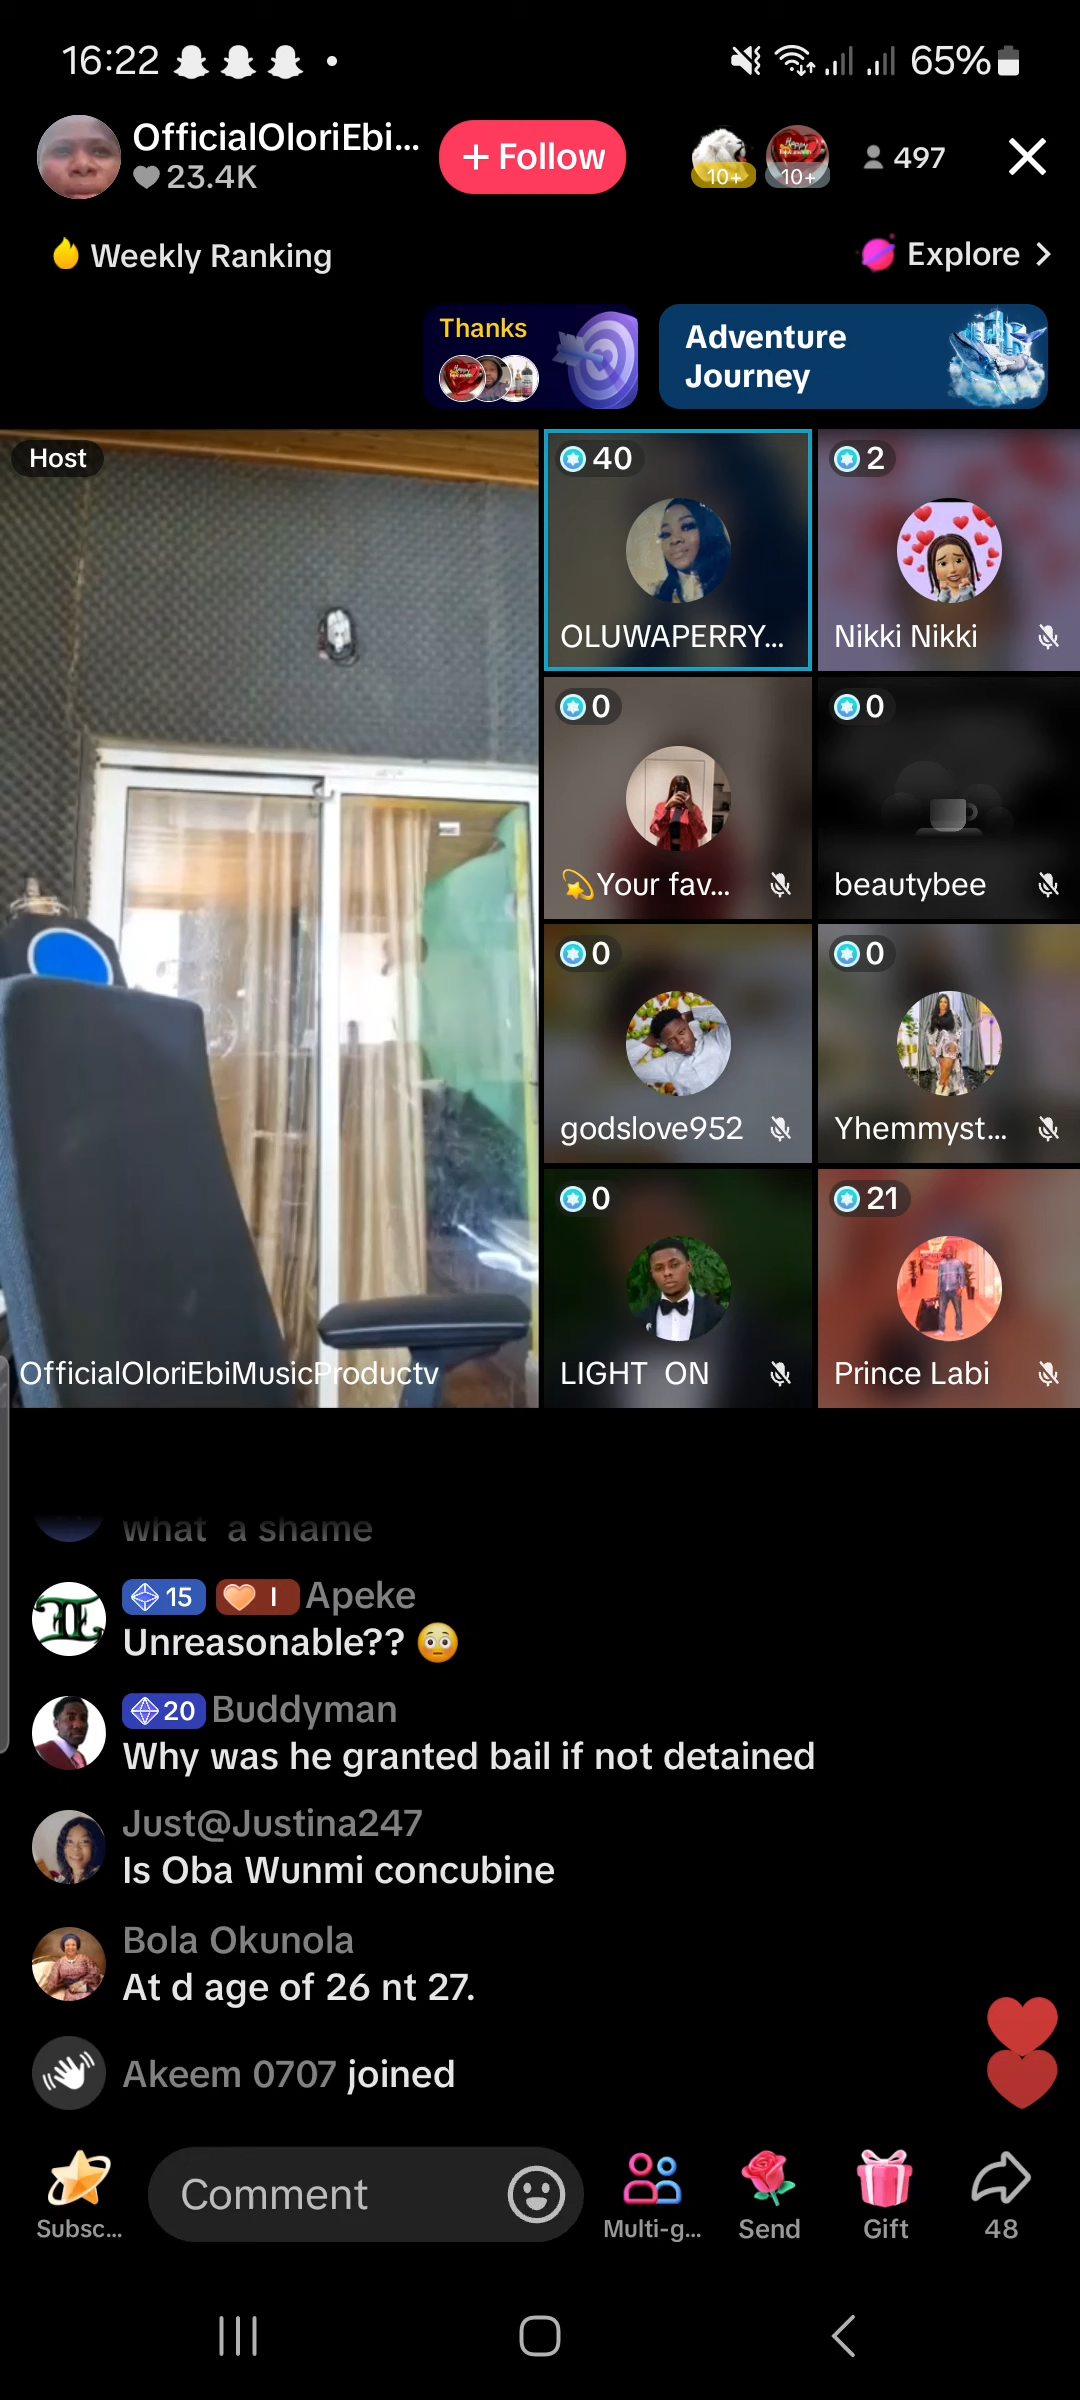 16:22
65%
OfficialOloriEbi...
23.4K
+ Follow
10+
10+
497
Weekly Ranking
Explore >
Thanks
Adventure
Journey
Host
40
OLUWAPERRY...
2
Nikki Nikki
0
💫Your fav...
0
beautybee
0
godslove952
0
Yhemmyst...
0
LIGHT ON
21
Prince Labi
OfficialOloriEbiMusicProductv
what a shame
15 I Apeke
Unreasonable?? 😳
20 Buddyman
Why was he granted bail if not detained
Just@Justina247
Is Oba Wunmi concubine
Bola Okunola
At d age of 26 nt 27.
Akeem 0707 joined
Comment
Subsc...
Multi-g...
Send
Gift
48